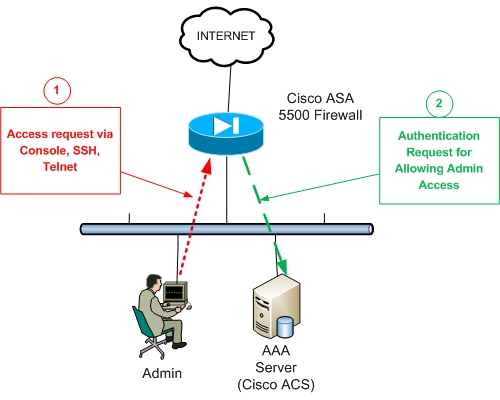 INTERNET
1
Access request via
Console, SSH,
Telnet
Cisco ASA
5500 Firewall
2
Authentication
Request for
Allowing Admin
Access
Admin
AAA
Server
(Cisco ACS)